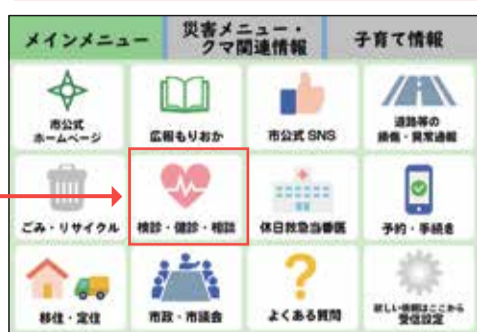 メインメニュー
災害メニュー・
クマ関連情報
子育て情報
市公式
ホームページ
広報もりおか
市公式 SNS
道路等の
損傷・異常通報
ごみ・リサイクル
検診・健診・相談
休日救急当番医
予約・手続き
移住・定住
市政・市議会
よくある質問
欲しい情報はここから
受信設定